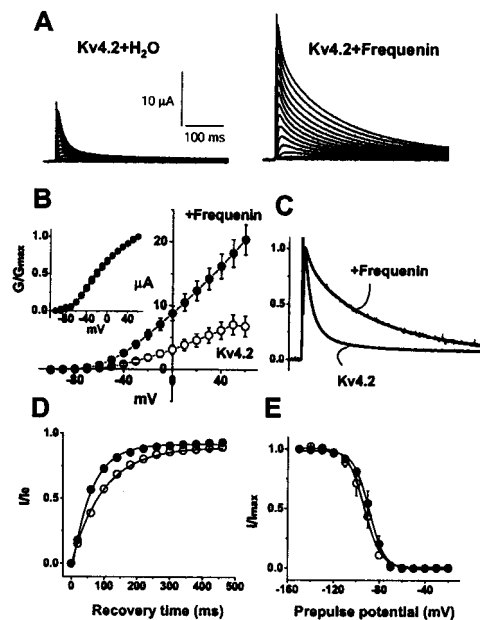 A
Kv4.2+H2O
Kv4.2+Frequenin
10 μA
100 ms
B
+Frequenin
C
1.0
0.5
0.0
G/Gmax
-80 -40 0 40
mV
20
μA
10
0
Kv4.2
-80 -40 0 40
mV
1.0
0.5
0.0
+Frequenin
Kv4.2
D
E
1.0
0.5
0.0
I/I0
0 100 200 300 400 500
Recovery time (ms)
1.0
0.5
0.0
I/Imax
-160 -120 -80 -40
Prepulse potential (mV)